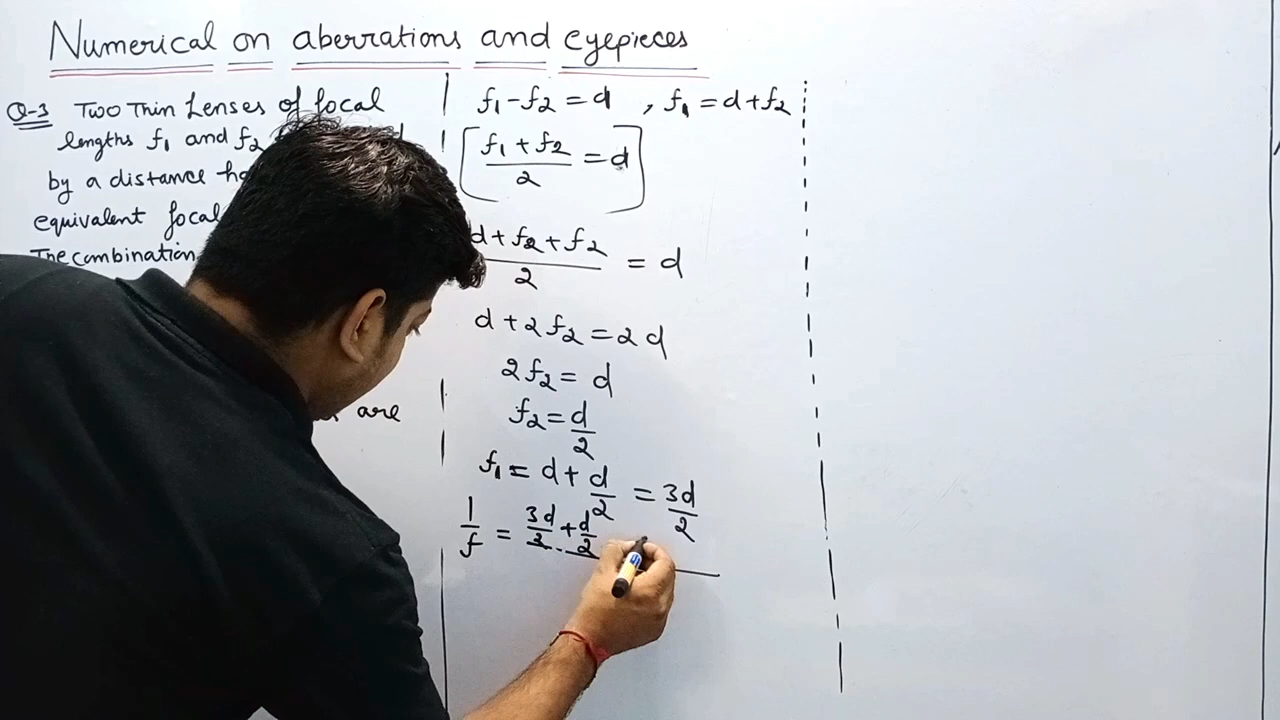 Numerical on aberrations and eyepieces
Q-3 Two Thin Lenses of focal
lengths f₁ and f₂
by a distance
equivalent focal
The combination
are
f₁ - f₂ = d , f₁ = d + f₂
[(f₁ + f₂)/2 = d]
(d + f₂ + f₂)/2 = d
d + 2f₂ = 2d
2f₂ = d
f₂ = d/2
f₁ = d + d/2 = 3d/2
1/f = 3d/2 + d/2